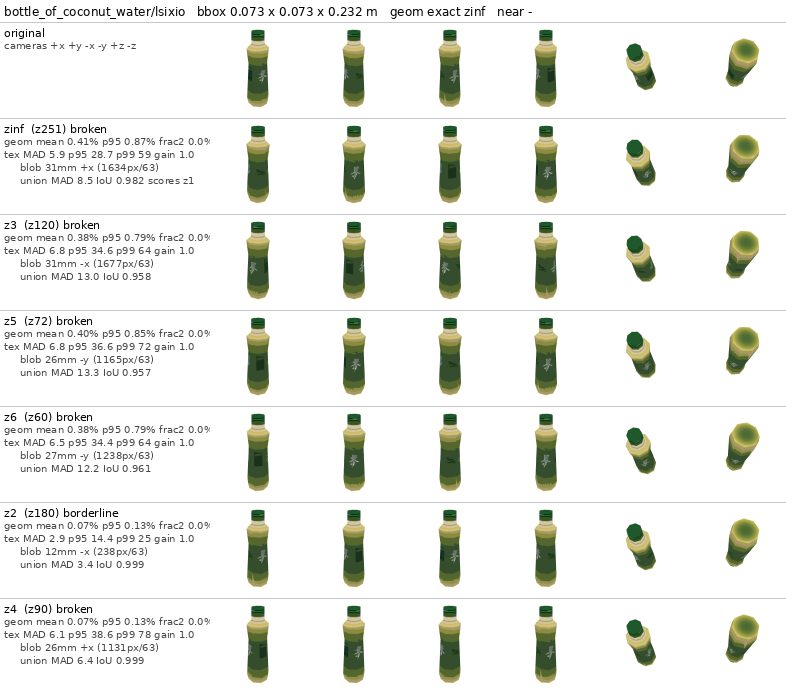 bottle_of_coconut_water/lsixio bbox 0.073 x 0.073 x 0.232 m geom exact zinf near -
original
cameras +x +y -x -y +z -z
zinf (z251) broken
geom mean 0.41% p95 0.87% frac2 0.0%
tex MAD 5.9 p95 28.7 p99 59 gain 1.0
blob 31mm +x (1634px/63)
union MAD 8.5 IoU 0.982 scores z1
z3 (z120) broken
geom mean 0.38% p95 0.79% frac2 0.0%
tex MAD 6.8 p95 34.6 p99 64 gain 1.0
blob 31mm -x (1677px/63)
union MAD 13.0 IoU 0.958
z5 (z72) broken
geom mean 0.40% p95 0.85% frac2 0.0%
tex MAD 6.8 p95 36.6 p99 72 gain 1.0
blob 26mm -y (1165px/63)
union MAD 13.3 IoU 0.957
z6 (z60) broken
geom mean 0.38% p95 0.79% frac2 0.0%
tex MAD 6.5 p95 34.4 p99 64 gain 1.0
blob 27mm -y (1238px/63)
union MAD 12.2 IoU 0.961
z2 (z180) borderline
geom mean 0.07% p95 0.13% frac2 0.0%
tex MAD 2.9 p95 14.4 p99 25 gain 1.0
blob 12mm -x (238px/63)
union MAD 3.4 IoU 0.999
z4 (z90) broken
geom mean 0.07% p95 0.13% frac2 0.0%
tex MAD 6.1 p95 38.6 p99 78 gain 1.0
blob 26mm +x (1131px/63)
union MAD 6.4 IoU 0.999